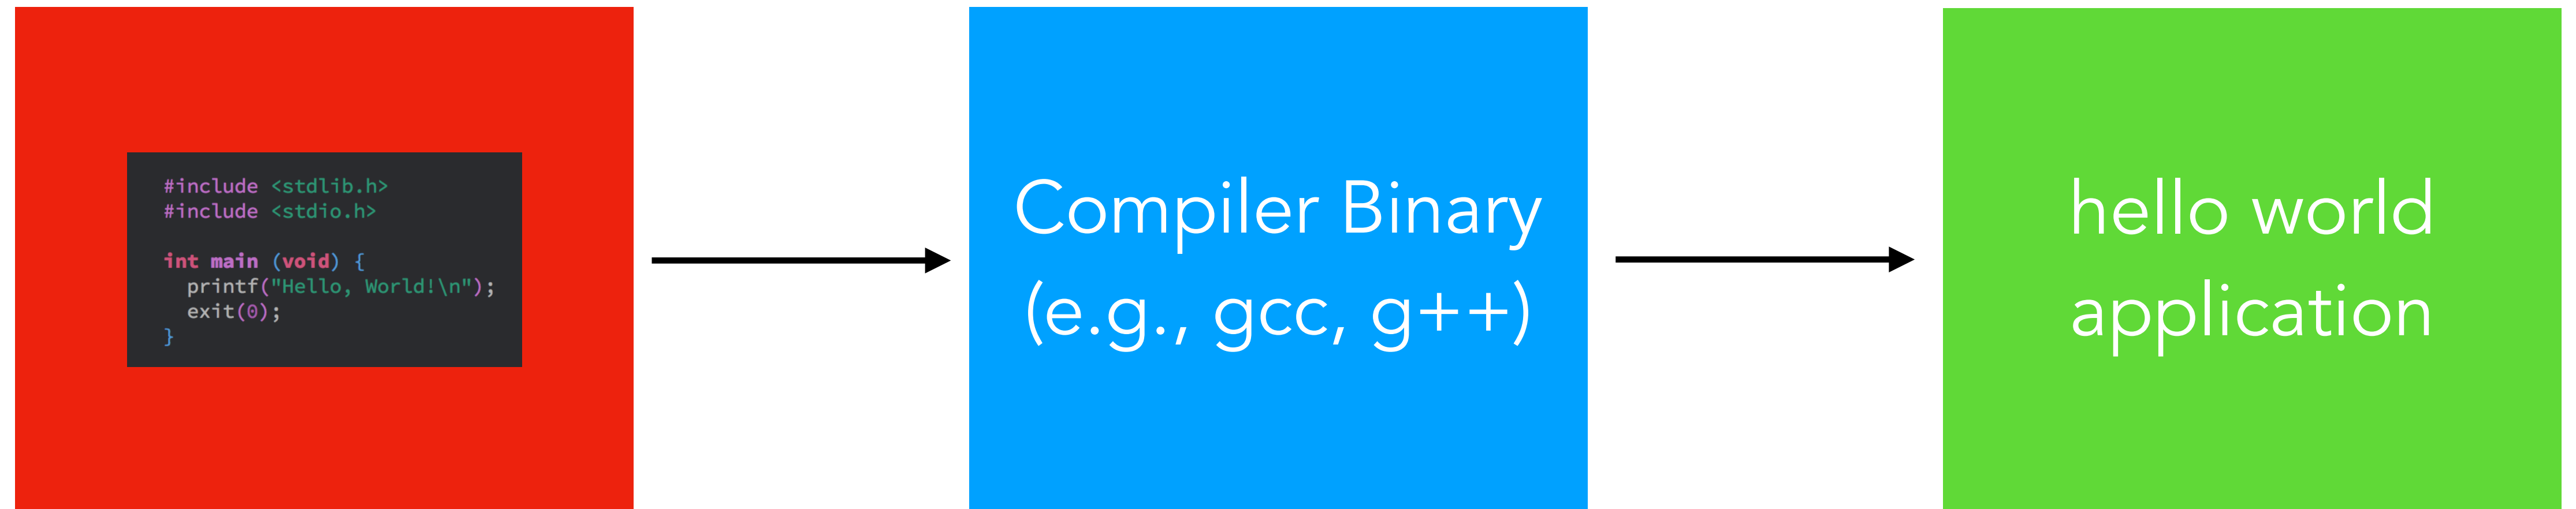 #include <stdlib.h>
#include <stdio.h>
int main (void) {
printf("Hello, World!\n");
exit(0);
}
Compiler Binary
(e.g., gcc, g++)
hello world
application